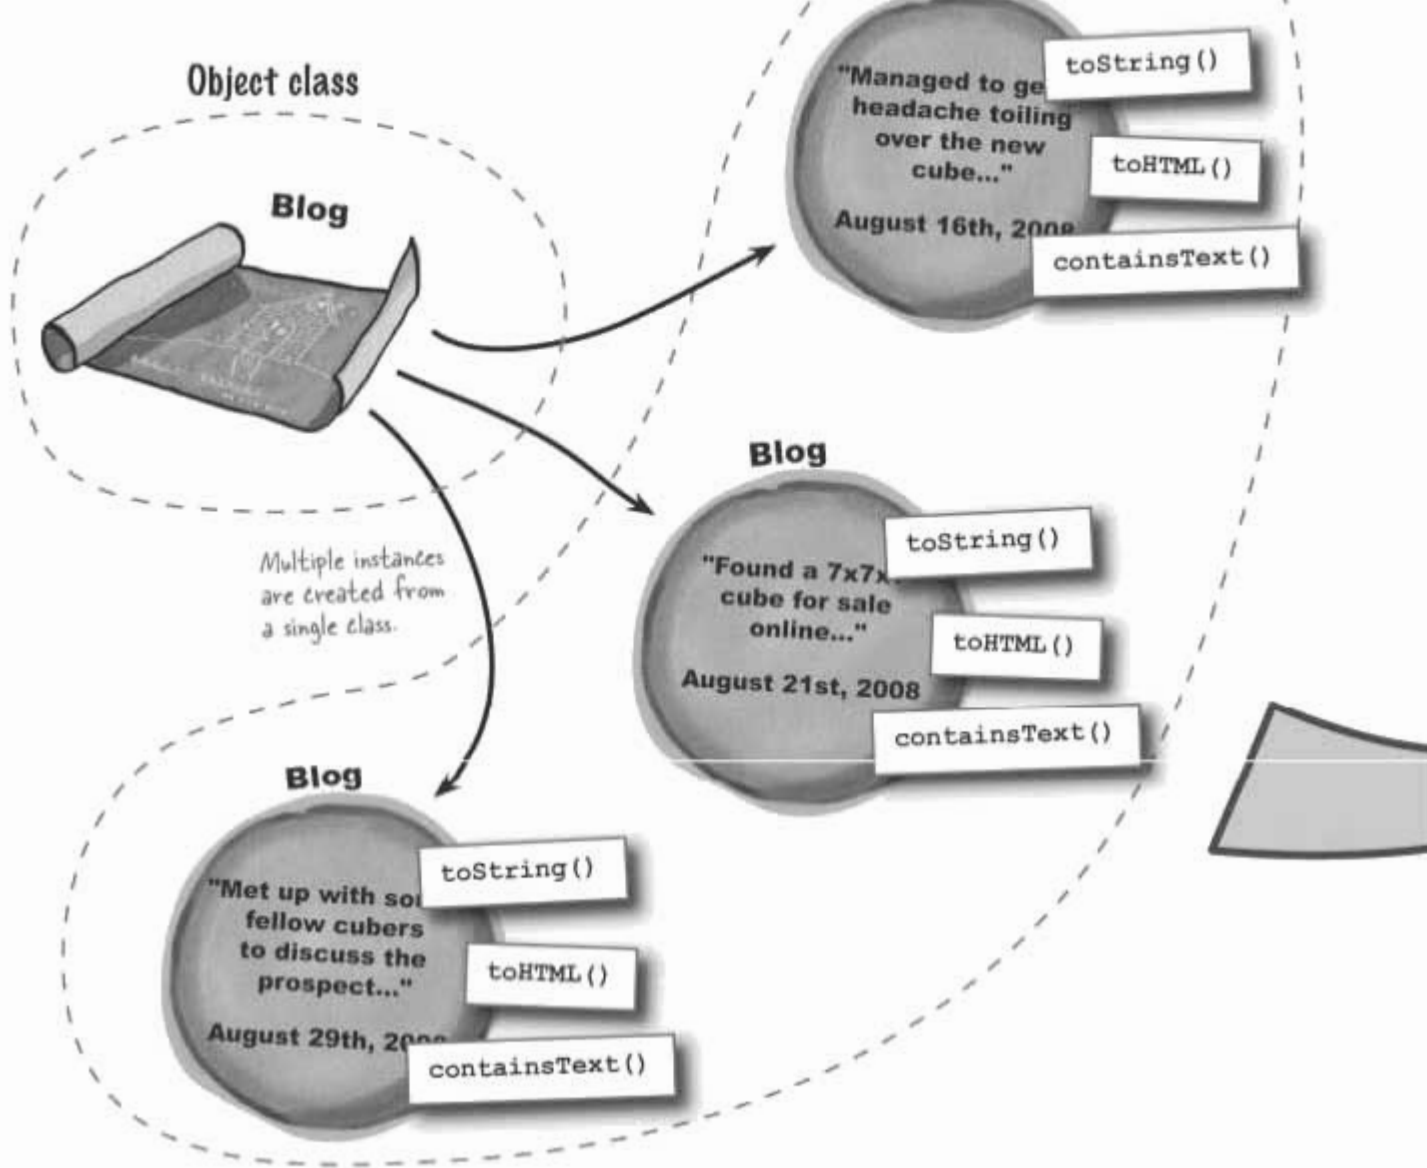 Object class
Blog
Multiple instances
are created from
a single class.
"Managed to ge
headache toiling
over the new
cube..."
August 16th, 2008
toString()
toHTML()
containsText()
Blog
"Found a 7x7x
cube for sale
online..."
August 21st, 2008
toString()
toHTML()
containsText()
Blog
"Met up with so
fellow cubers
to discuss the
prospect..."
August 29th, 2008
toString()
toHTML()
containsText()